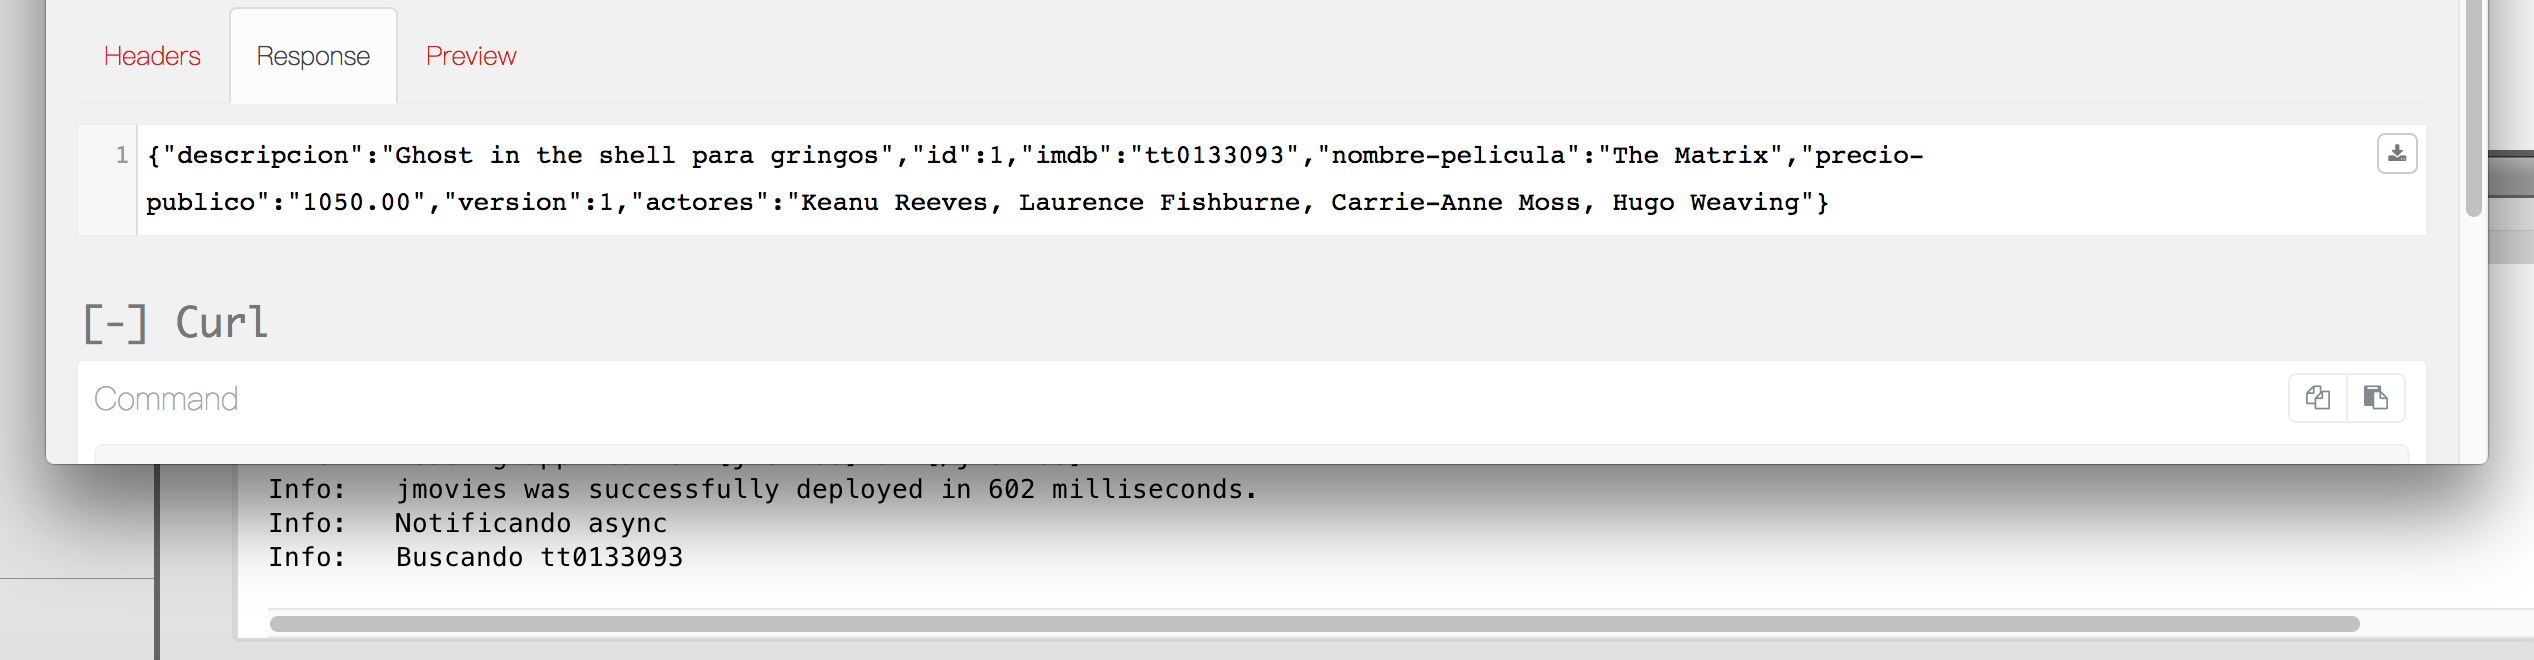 Headers Response Preview
1 {"descripcion":"Ghost in the shell para gringos","id":1,"imdb":"tt0133093","nombre-pelicula":"The Matrix","precio-
publico":"1050.00","version":1,"actores":"Keanu Reeves, Laurence Fishburne, Carrie-Anne Moss, Hugo Weaving"}
[-] Curl
Command
Info: jmovies was successfully deployed in 602 milliseconds.
Info: Notificando async
Info: Buscando tt0133093